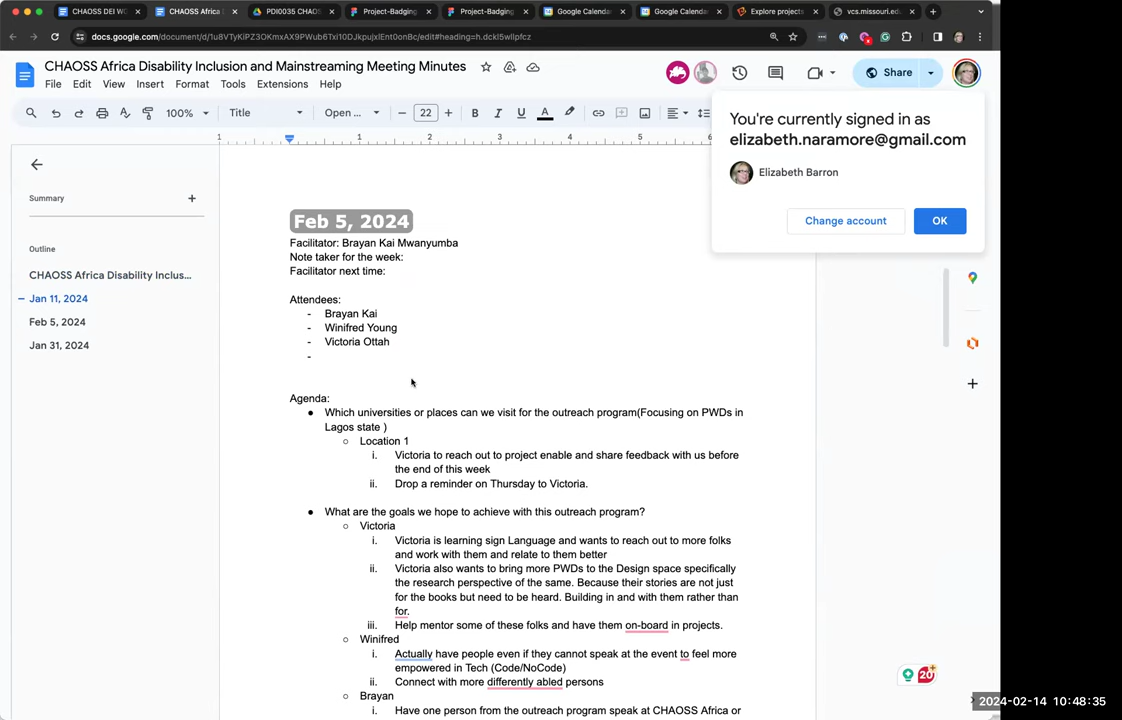 CHAOSS DEI WO
CHAOSS Africa
PDI0035 CHAO
Project-Badging
Project-Badging
Google Calendar
Google Calendar
Explore projects
vcs.missouri.ed
docs.google.com/document/d/1u8VTyKiPZ3OKmxAX9PWub6Txi10DJkpujxlEnt0onBc/edit#heading=h.dckl5wllpfcz
CHAOSS Africa Disability Inclusion and Mainstreaming Meeting Minutes
File Edit View Insert Format Tools Extensions Help
Share
100% Title Open ... 22 B I U A
You're currently signed in as
elizabeth.naramore@gmail.com
Elizabeth Barron
Change account OK
1 1 2 3 4 5 6
Summary
Outline
CHAOSS Africa Disability Inclus...
Jan 11, 2024
Feb 5, 2024
Jan 31, 2024
Feb 5, 2024
Facilitator: Brayan Kai Mwanyumba
Note taker for the week:
Facilitator next time:
Attendees:
- Brayan Kai
- Winifred Young
- Victoria Ottah
-
Agenda:
● Which universities or places can we visit for the outreach program(Focusing on PWDs in
Lagos state )
○ Location 1
i. Victoria to reach out to project enable and share feedback with us before
the end of this week
ii. Drop a reminder on Thursday to Victoria.
● What are the goals we hope to achieve with this outreach program?
○ Victoria
i. Victoria is learning sign Language and wants to reach out to more folks
and work with them and relate to them better
ii. Victoria also wants to bring more PWDs to the Design space specifically
the research perspective of the same. Because their stories are not just
for the books but need to be heard. Building in and with them rather than
for.
iii. Help mentor some of these folks and have them on-board in projects.
○ Winifred
i. Actually have people even if they cannot speak at the event to feel more
empowered in Tech (Code/NoCode)
ii. Connect with more differently abled persons
○ Brayan
i. Have one person from the outreach program speak at CHAOSS Africa or
20
2024-02-14 10:48:35